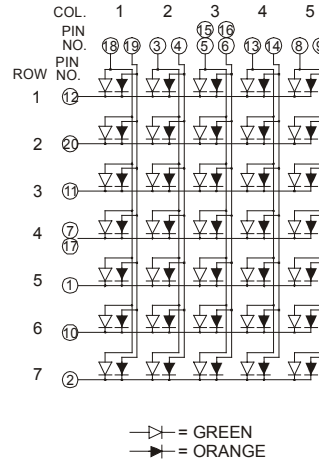 COL. 1 2 3 4 5
PIN NO. 15 16
18 19 3 4 5 6 13 14 8 9
ROW PIN NO.
1 12
2 20
3 11
4 7
17
5 1
6 10
7 2
= GREEN
= ORANGE